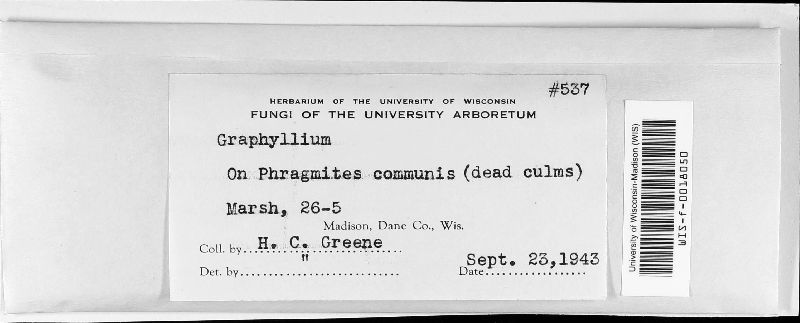 #537
HERBARIUM OF THE UNIVERSITY OF WISCONSIN
FUNGI OF THE UNIVERSITY ARBORETUM
Graphyllium
On Phragmites communis (dead culms)
Marsh, 26-5
Madison, Dane Co., Wis.
Coll. by H. C. Greene
Det. by "
Date Sept. 23, 1943
University of Wisconsin-Madison (WIS)
WIS-f-0018050